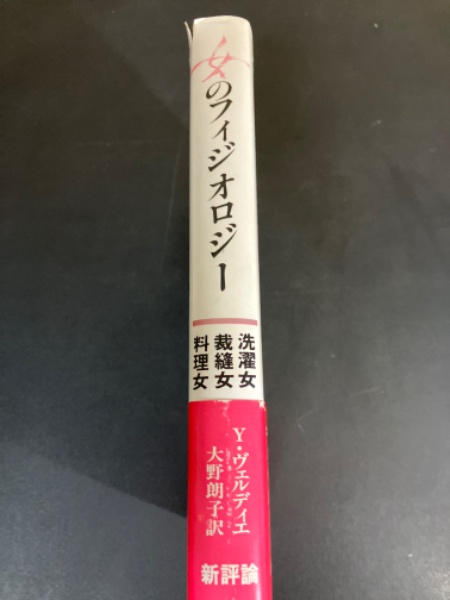 女のフィジオロジー
洗濯女
裁縫女
料理女
Y・ヴェルディエ
大野朗子訳
新評論